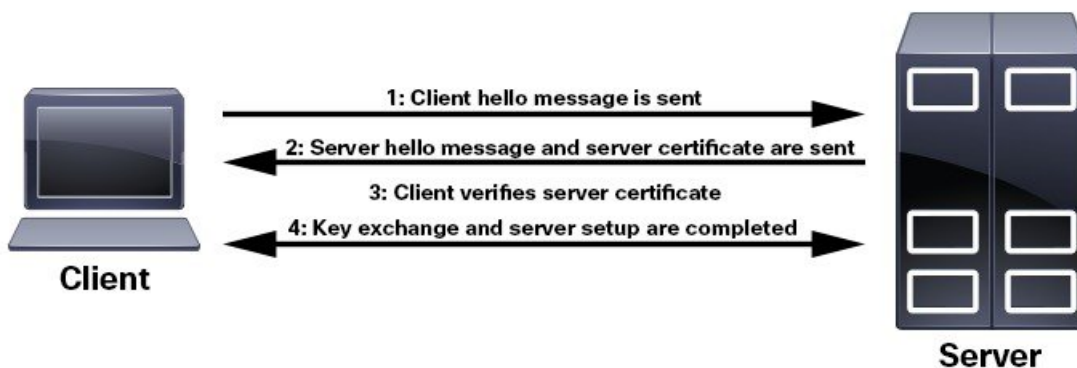 1: Client hello message is sent
2: Server hello message and server certificate are sent
3: Client verifies server certificate
4: Key exchange and server setup are completed
Client
Server